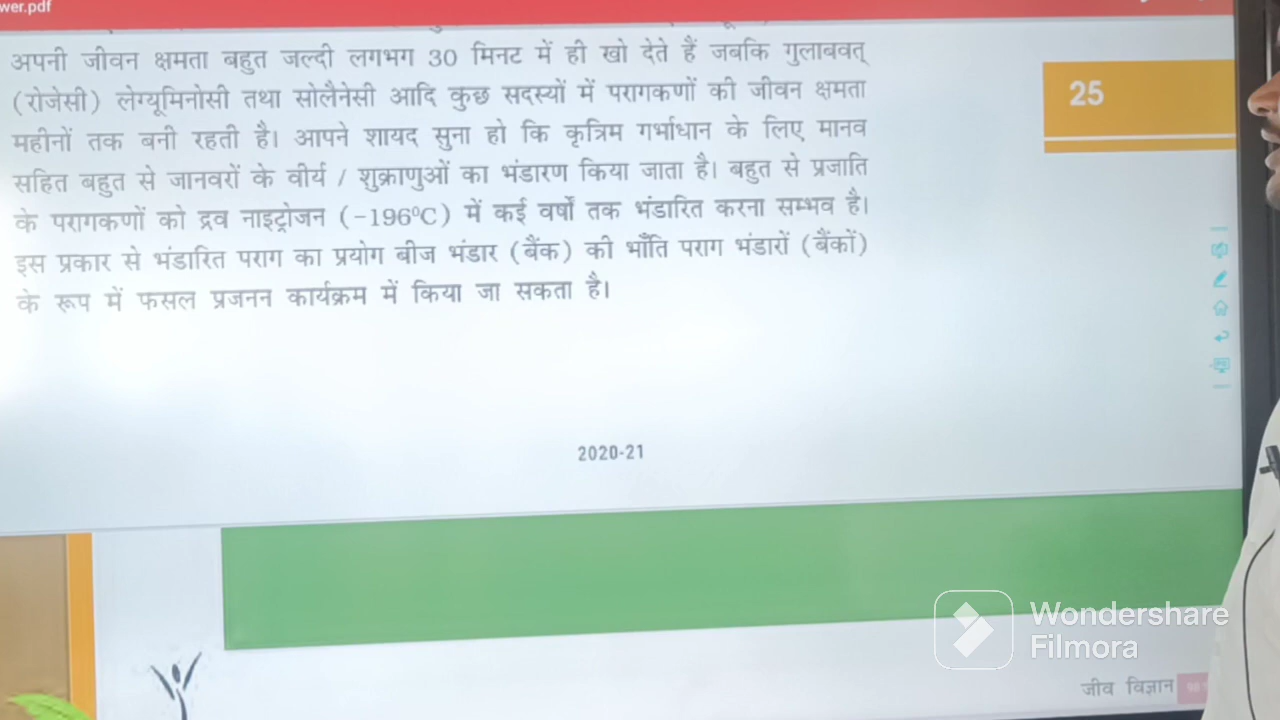 wer.pdf
अपनी जीवन क्षमता बहुत जल्दी लगभग 30 मिनट में ही खो देते हैं जबकि गुलाबवत्
(रोजेसी) लेग्यूमिनोसी तथा सोलैनेसी आदि कुछ सदस्यों में परागकणों की जीवन क्षमता
महीनों तक बनी रहती है। आपने शायद सुना हो कि कृत्रिम गर्भाधान के लिए मानव
सहित बहुत से जानवरों के वीर्य / शुक्राणुओं का भंडारण किया जाता है। बहुत से प्रजाति
के परागकणों को द्रव नाइट्रोजन (−196⁰C) में कई वर्षों तक भंडारित करना सम्भव है।
इस प्रकार से भंडारित पराग का प्रयोग बीज भंडार (बैंक) की भाँति पराग भंडारों (बैंकों)
के रूप में फसल प्रजनन कार्यक्रम में किया जा सकता है।
25
2020-21
Wondershare
Filmora
जीव विज्ञान